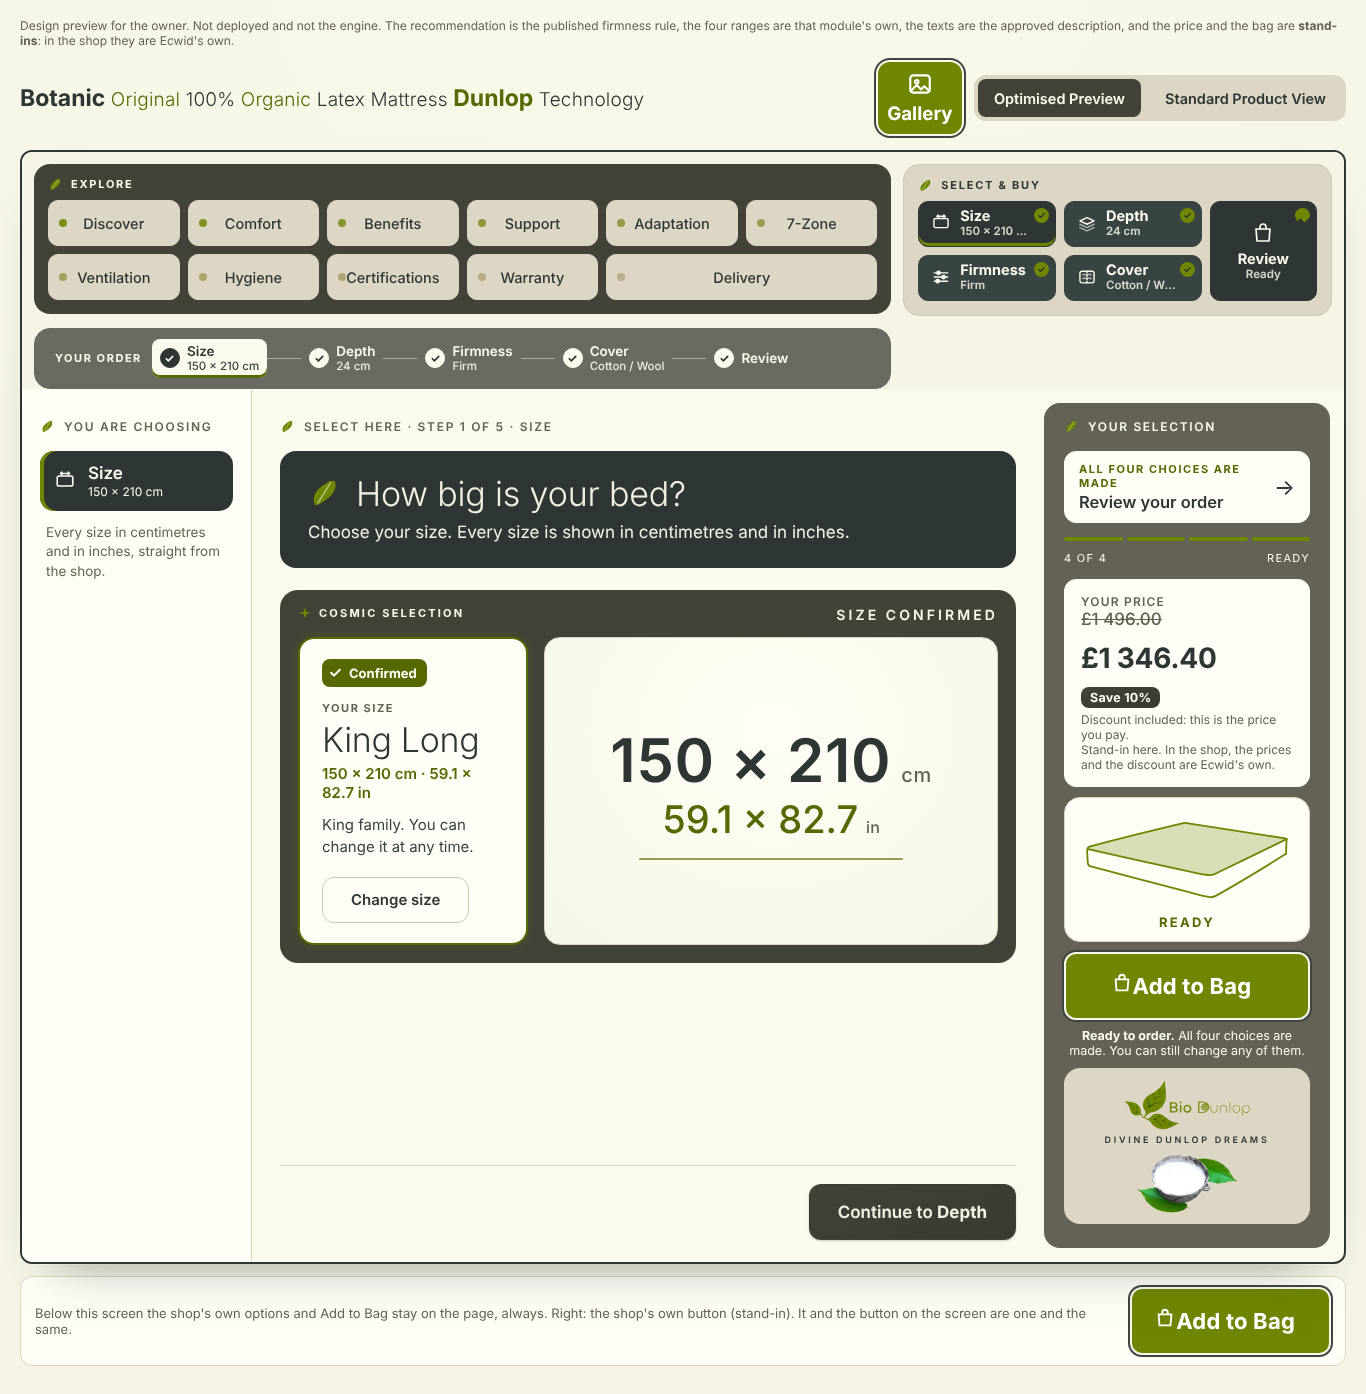 Design preview for the owner. Not deployed and not the engine. The recommendation is the published firmness rule, the four ranges are that module's own, the texts are the approved description, and the price and the bag are stand-
ins: in the shop they are Ecwid's own.
Botanic Original 100% Organic Latex Mattress Dunlop Technology
Gallery
Optimised Preview
Standard Product View
EXPLORE
Discover
Comfort
Benefits
Support
Adaptation
7-Zone
Ventilation
Hygiene
Certifications
Warranty
Delivery
SELECT & BUY
Size
150 × 210 ...
Depth
24 cm
Firmness
Firm
Cover
Cotton / W...
Review
Ready
YOUR ORDER
Size
150 × 210 cm
Depth
24 cm
Firmness
Firm
Cover
Cotton / Wool
Review
YOU ARE CHOOSING
Size
150 × 210 cm
Every size in centimetres
and in inches, straight from
the shop.
SELECT HERE · STEP 1 OF 5 · SIZE
How big is your bed?
Choose your size. Every size is shown in centimetres and in inches.
COSMIC SELECTION
SIZE CONFIRMED
Confirmed
YOUR SIZE
King Long
150 × 210 cm · 59.1 ×
82.7 in
King family. You can
change it at any time.
Change size
150 × 210 cm
59.1 × 82.7 in
Continue to Depth
YOUR SELECTION
ALL FOUR CHOICES ARE
MADE
Review your order
4 OF 4
READY
YOUR PRICE
£1 496.00
£1 346.40
Save 10%
Discount included: this is the price
you pay.
Stand-in here. In the shop, the prices
and the discount are Ecwid's own.
READY
Add to Bag
Ready to order. All four choices are
made. You can still change any of them.
Bio Dunlop
DIVINE DUNLOP DREAMS
Below this screen the shop's own options and Add to Bag stay on the page, always. Right: the shop's own button (stand-in). It and the button on the screen are one and the
same.
Add to Bag